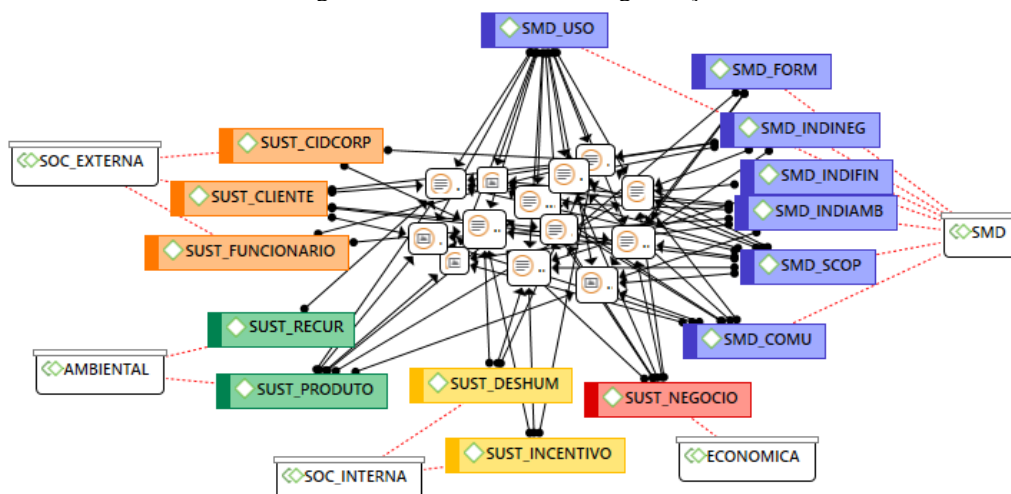 SMD_USO
SMD_FORM
SMD_INDINEG
SUST_CIDCORP
SOC_EXTERNA
SMD_INDIFIN
SUST_CLIENTE
SMD_INDIAMB
SMD
SUST_FUNCIONARIO
SMD_SCOP
SUST_RECUR
SMD_COMU
AMBIENTAL
SUST_PRODUTO
SUST_DESHUM
SUST_NEGOCIO
SUST_INCENTIVO
ECONOMICA
SOC_INTERNA